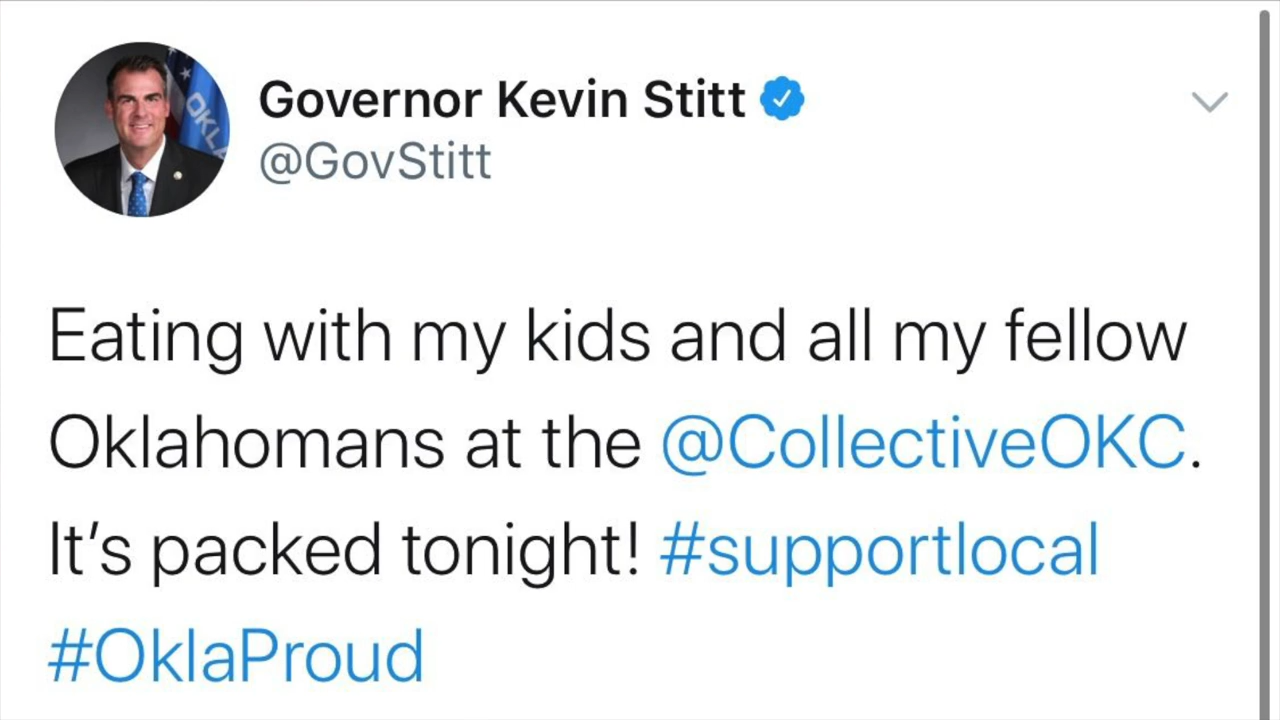 Governor Kevin Stitt
@GovStitt
OKLA
Eating with my kids and all my fellow
Oklahomans at the @CollectiveOKC.
It’s packed tonight! #supportlocal
#OklaProud